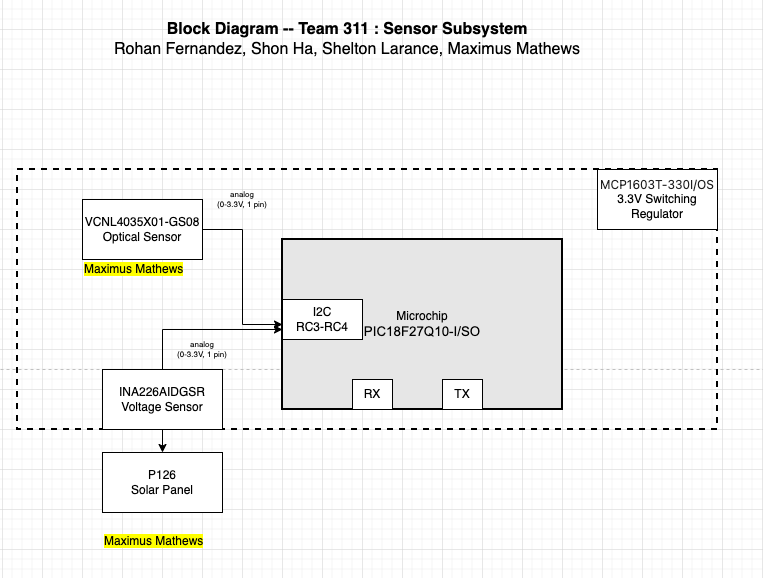 Block Diagram -- Team 311 : Sensor Subsystem
Rohan Fernandez, Shon Ha, Shelton Larance, Maximus Mathews
MCP1603T-330I/OS
3.3V Switching
Regulator
analog
(0-3.3V, 1 pin)
VCNL4035X01-GS08
Optical Sensor
Maximus Mathews
I2C
RC3-RC4
Microchip
PIC18F27Q10-I/SO
analog
(0-3.3V, 1 pin)
INA226AIDGSR
Voltage Sensor
RX
TX
P126
Solar Panel
Maximus Mathews